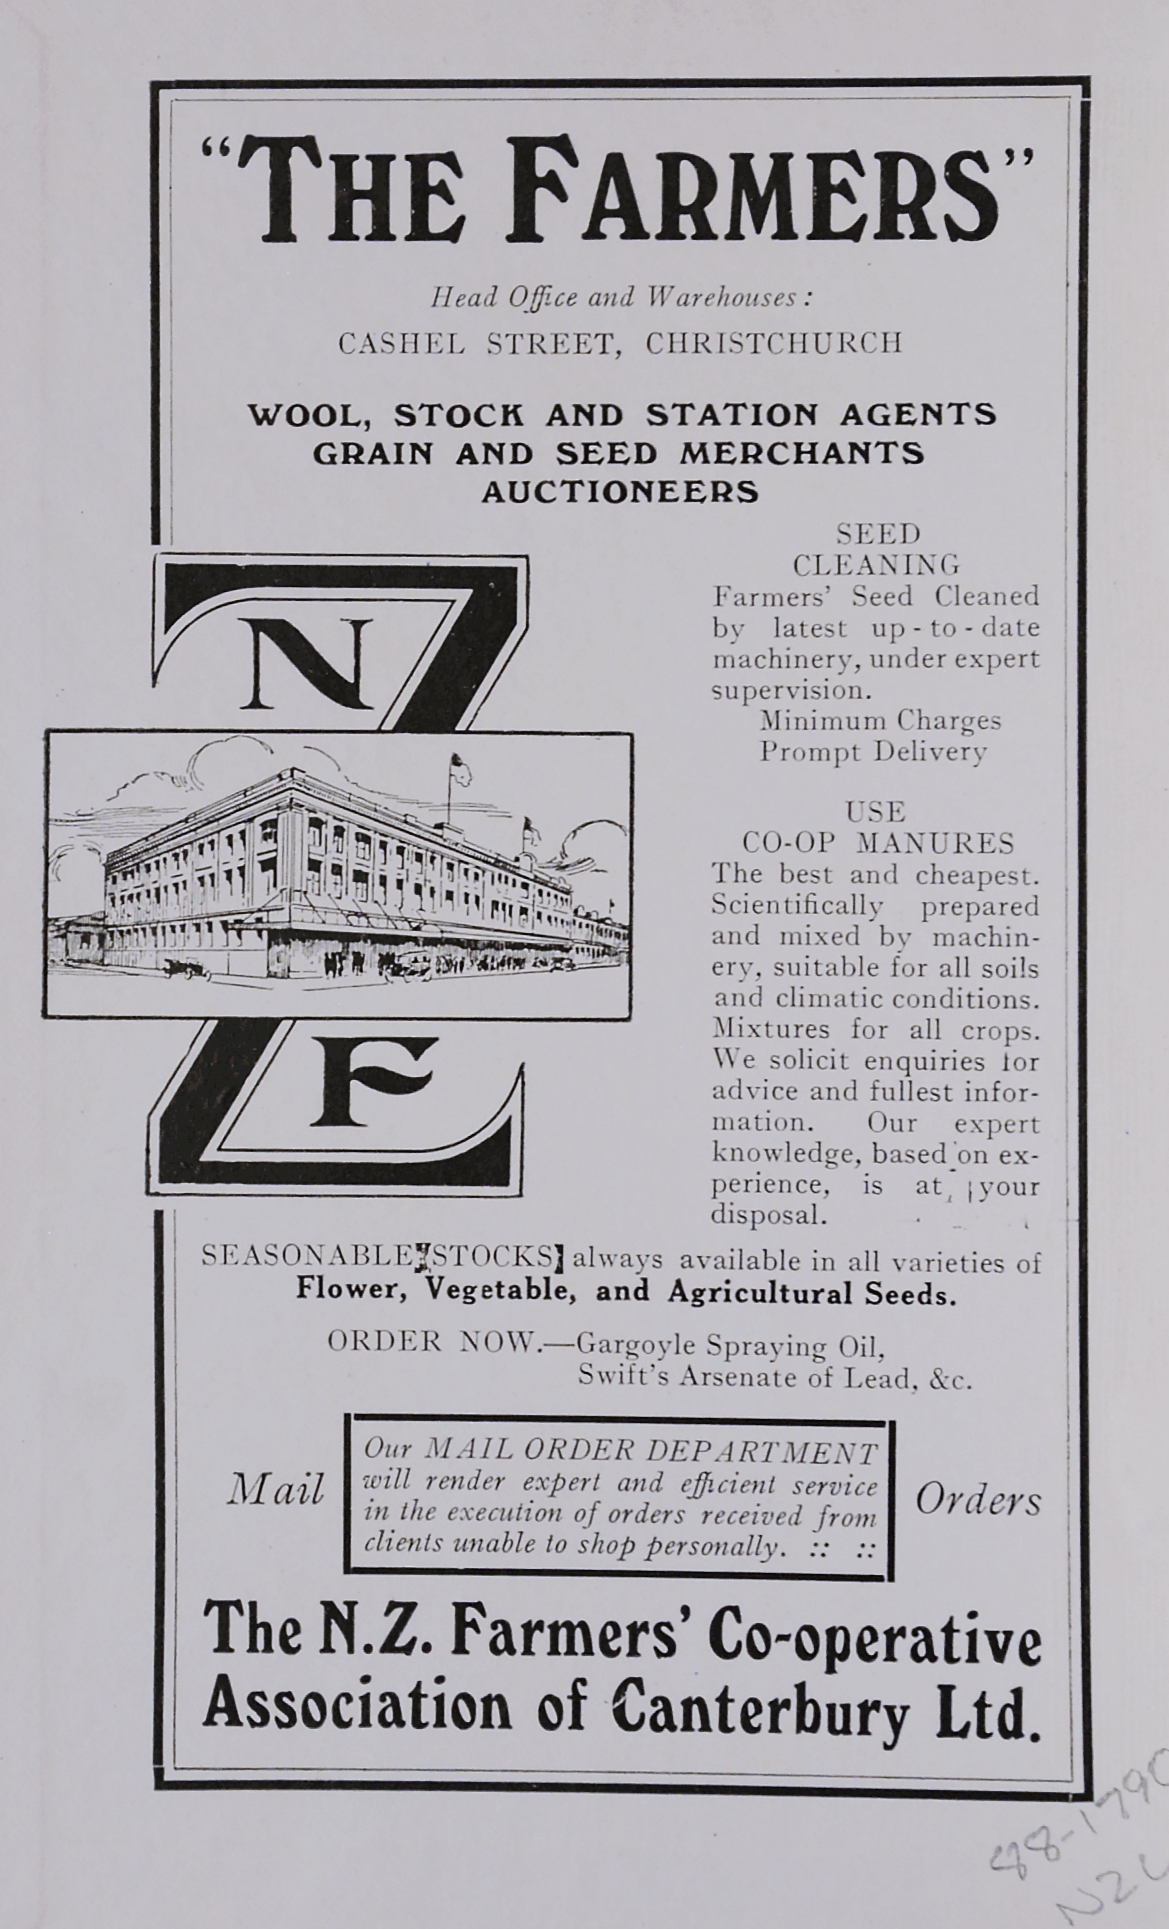 “THE FARMERS”
Head Office and Warehouses :
CASHEL STREET, CHRISTCHURCH
WOOL, STOCK AND STATION AGENTS
GRAIN AND SEED MERCHANTS
AUCTIONEERS
NZ
F
SEED
CLEANING
Farmers’ Seed Cleaned
by latest up-to-date
machinery, under expert
supervision.
Minimum Charges
Prompt Delivery
USE
CO-OP MANURES
The best and cheapest.
Scientifically prepared
and mixed by machin-
ery, suitable for all soils
and climatic conditions.
Mixtures for all crops.
We solicit enquiries for
advice and fullest infor-
mation. Our expert
knowledge, based on ex-
perience, is at your
disposal.
SEASONABLE STOCKS always available in all varieties of
Flower, Vegetable, and Agricultural Seeds.
ORDER NOW.—Gargoyle Spraying Oil,
Swift’s Arsenate of Lead, &c.
Mail
Our MAIL ORDER DEPARTMENT
will render expert and efficient service
in the execution of orders received from
clients unable to shop personally. :: ::
Orders
The N.Z. Farmers’ Co-operative
Association of Canterbury Ltd.
88-1790